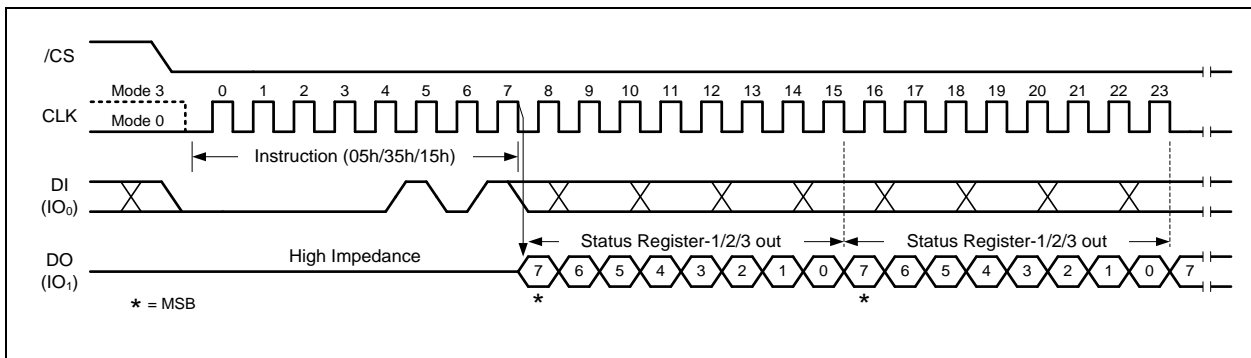 /CS
Mode 3
0 1 2 3 4 5 6 7 8 9 10 11 12 13 14 15 16 17 18 19 20 21 22 23
CLK
Mode 0
Instruction (05h/35h/15h)
DI
(IO₀)
Status Register-1/2/3 out Status Register-1/2/3 out
High Impedance
DO
(IO₁)
7 6 5 4 3 2 1 0 7 6 5 4 3 2 1 0 7
* *
* = MSB